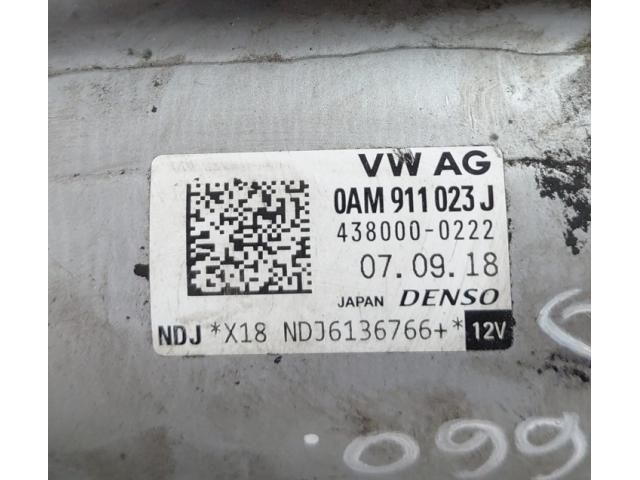 VW AG
0AM 911 023 J
438000-0222
07.09.18
JAPAN DENSO
NDJ *X18 NDJ6136766+* 12V
099.